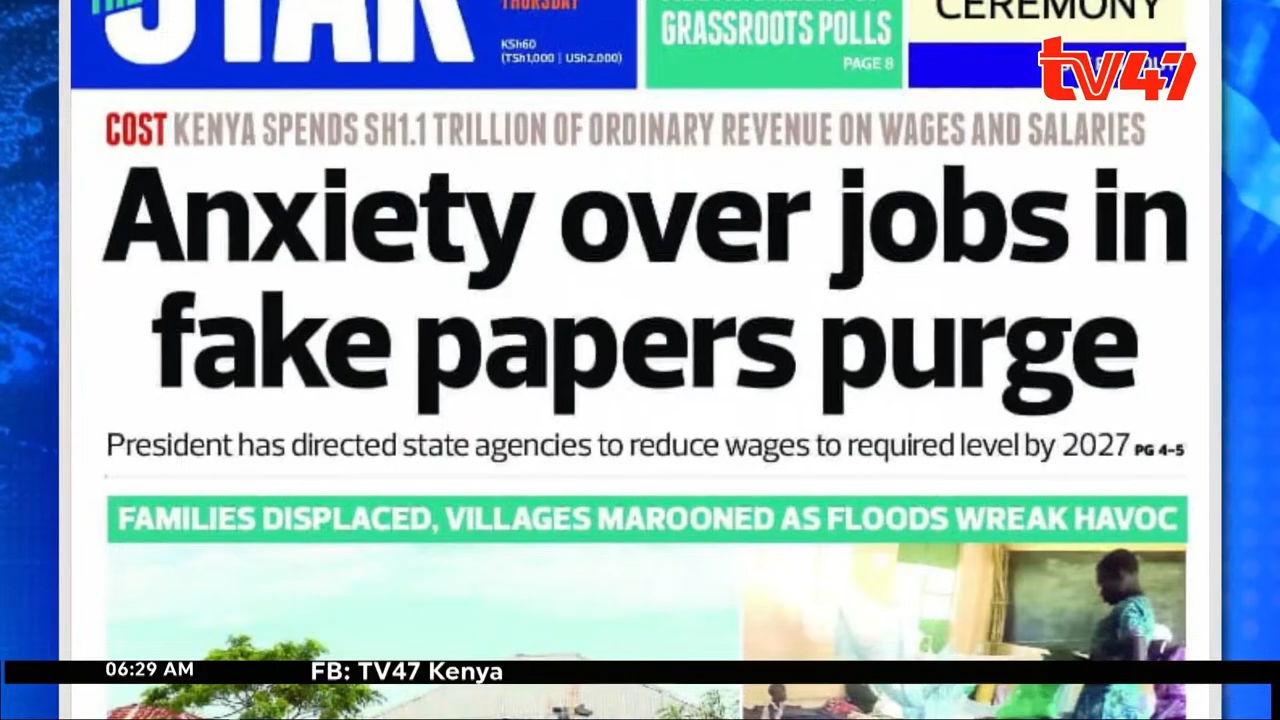 THE
STAR
THURSDAY
KSh60
(TSh1,000 | USh2,000)
GRASSROOTS POLLS
PAGE 8
CEREMONY
tv47
COST KENYA SPENDS SH1.1 TRILLION OF ORDINARY REVENUE ON WAGES AND SALARIES
Anxiety over jobs in
fake papers purge
President has directed state agencies to reduce wages to required level by 2027 PG 4-5
FAMILIES DISPLACED, VILLAGES MAROONED AS FLOODS WREAK HAVOC
06:29 AM
FB: TV47 Kenya